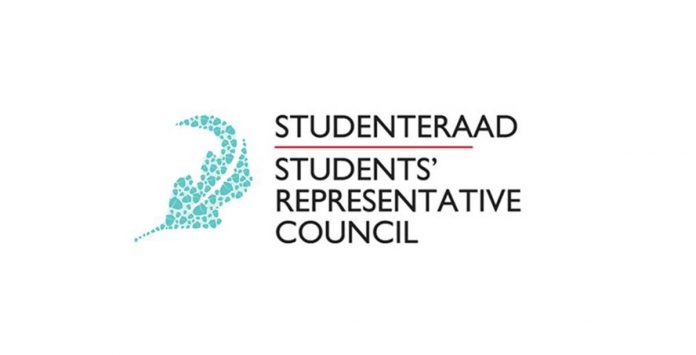 STUDENTERAAD
STUDENTS'
REPRESENTATIVE
COUNCIL